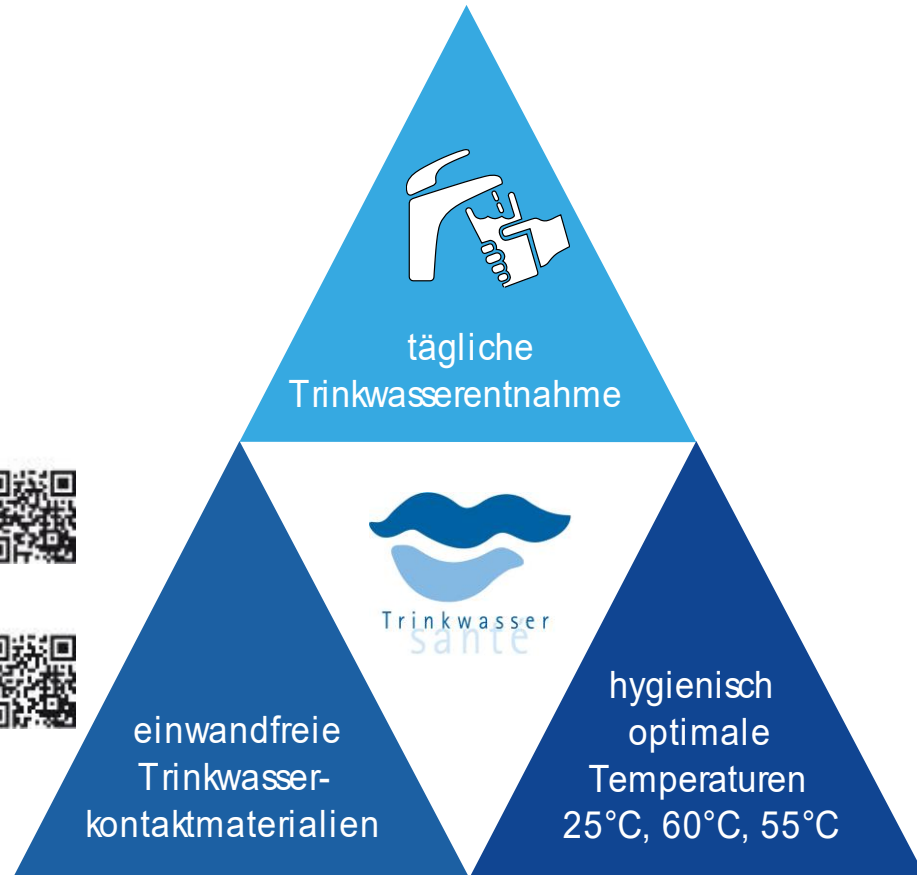 tägliche
Trinkwasserentnahme
Trinkwasser
santé
einwandfreie
Trinkwasser-
kontaktmaterialien
hygienisch
optimale
Temperaturen
25°C, 60°C, 55°C